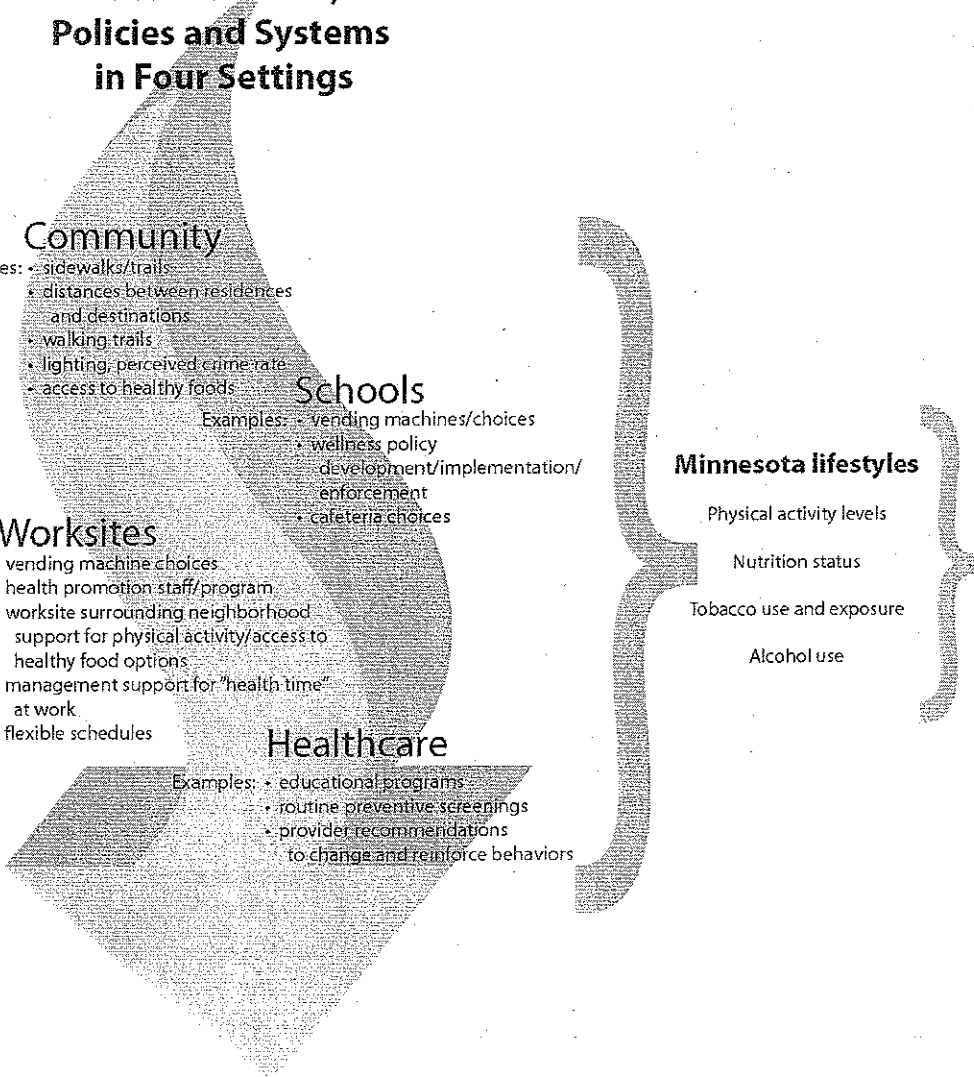 Policies and Systems
in Four Settings
Community
es: • sidewalks/trails
• distances between residences
and destinations
• walking trails
• lighting, perceived crime rate
• access to healthy foods
Schools
Examples: • vending machines/choices
• wellness policy
development/implementation/
enforcement
• cafeteria choices
Worksites
vending machine choices
health promotion staff/program
worksite surrounding neighborhood
support for physical activity/access to
healthy food options
management support for "health time"
at work
flexible schedules
Healthcare
Examples: • educational programs
• routine preventive screenings
• provider recommendations
to change and reinforce behaviors
Minnesota lifestyles
Physical activity levels
Nutrition status
Tobacco use and exposure
Alcohol use